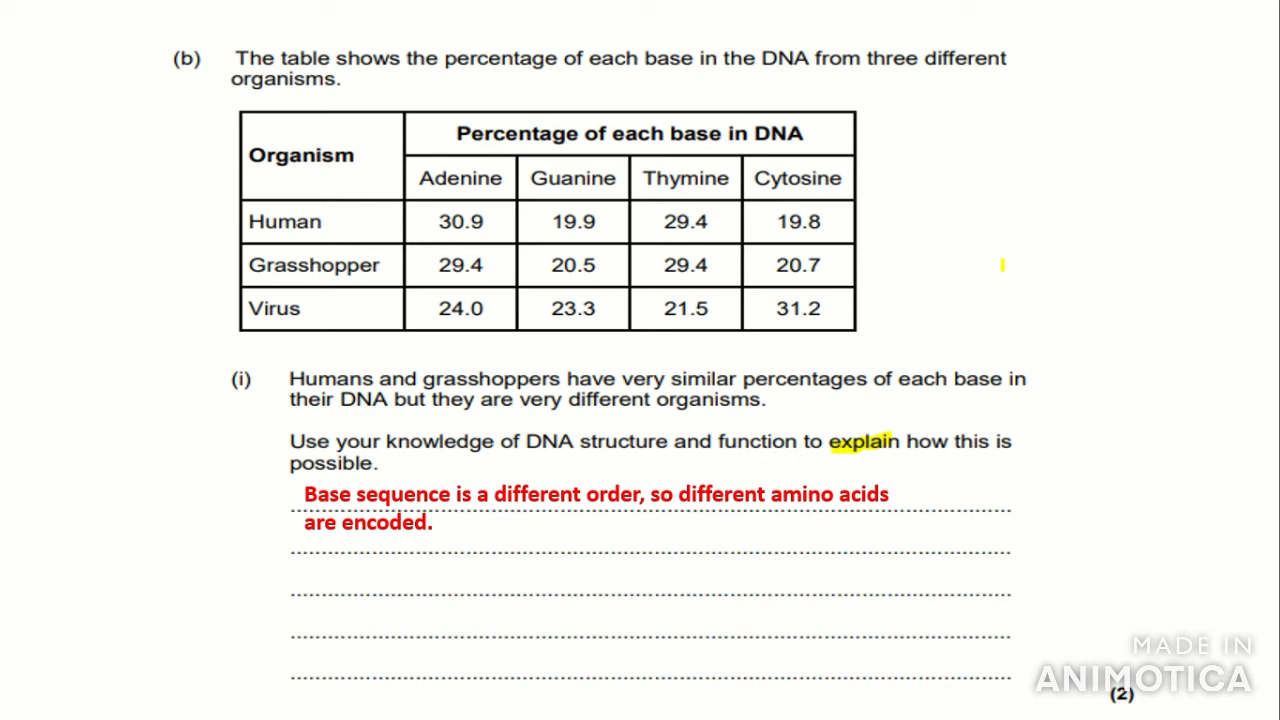 (b) The table shows the percentage of each base in the DNA from three different
organisms.
Organism Percentage of each base in DNA
Adenine Guanine Thymine Cytosine
Human 30.9 19.9 29.4 19.8
Grasshopper 29.4 20.5 29.4 20.7
Virus 24.0 23.3 21.5 31.2
(i) Humans and grasshoppers have very similar percentages of each base in
their DNA but they are very different organisms.
Use your knowledge of DNA structure and function to explain how this is
possible.
Base sequence is a different order, so different amino acids
are encoded.
MADE IN
ANIMOTICA
(2)